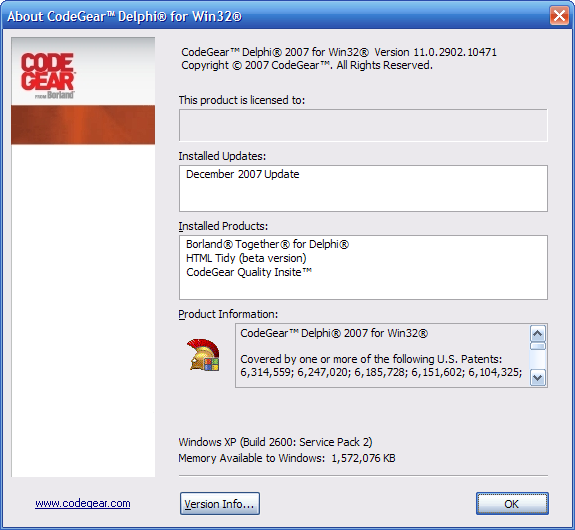 About CodeGear™ Delphi® for Win32®
CODE
GEAR
FROM Borland
CodeGear™ Delphi® 2007 for Win32® Version 11.0.2902.10471
Copyright © 2007 CodeGear™. All Rights Reserved.
This product is licensed to:
Installed Updates:
December 2007 Update
Installed Products:
Borland® Together® for Delphi®
HTML Tidy (beta version)
CodeGear Quality Insite™
Product Information:
CodeGear™ Delphi® 2007 for Win32®
Covered by one or more of the following U.S. Patents:
6,314,559; 6,247,020; 6,185,728; 6,151,602; 6,104,325;
Windows XP (Build 2600: Service Pack 2)
Memory Available to Windows: 1,572,076 KB
www.codegear.com
Version Info...
OK